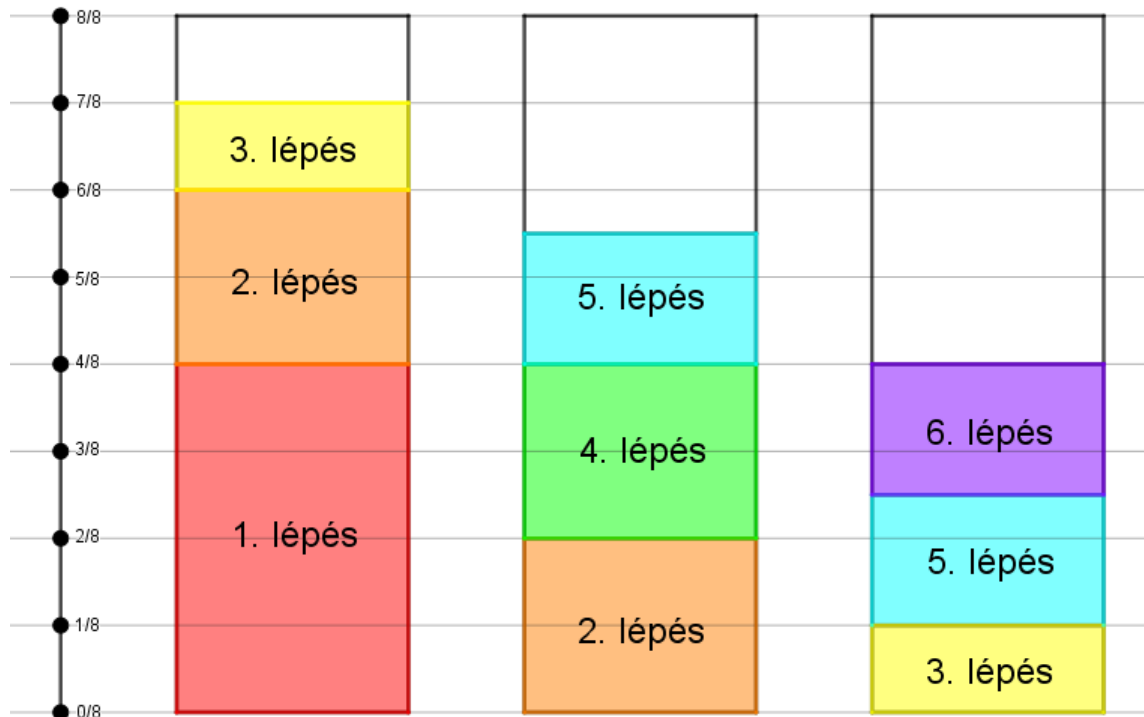 8/8
7/8
6/8
5/8
4/8
3/8
2/8
1/8
0/8
3. lépés
2. lépés
1. lépés
5. lépés
4. lépés
2. lépés
6. lépés
5. lépés
3. lépés